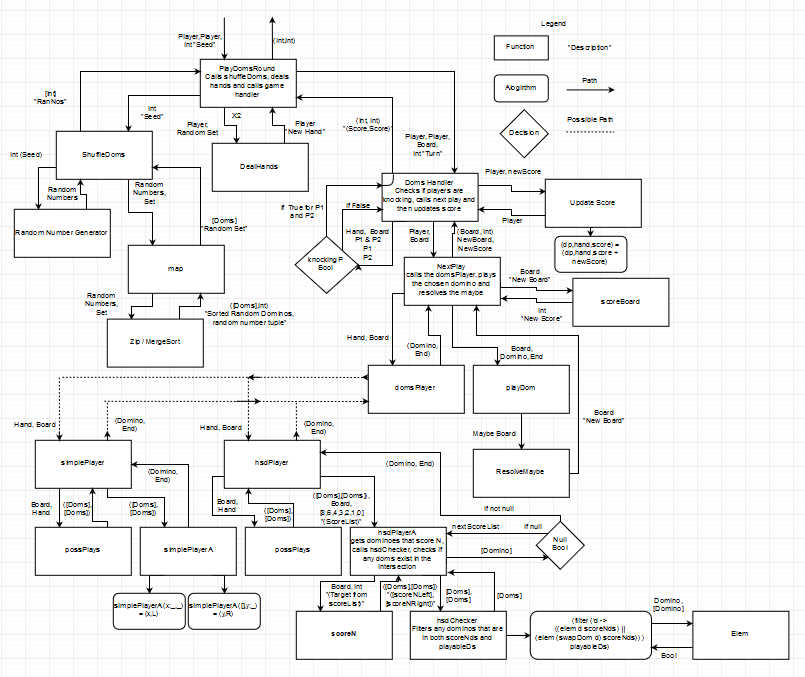 Legend
Function
"Description"
Alogirthm
Path
Decision
Possible Path
Player,Player,
Int"Seed"
(Int,Int)
PlayDomsRound
Calls shuffleDoms, deals
hands and calls game
handler
[Int]
"RanNos"
Int
"Seed"
Player,
Random Set
X2
Player
"New Hand"
(Int, Int)
"(Score,Score)"
Player, Player,
Board,
Int"Turn"
ShuffleDoms
Int (Seed)
Random
Numbers
Random
Numbers,
Set
DealHands
Random Number Generator
[Doms]
"Random Set"
map
Random
Numbers,
Set
([Doms],Int)
"Sorted Random Dominos,
random number tuple"
Zip / MergeSort
Doms Handler
Checks if players are
knocking, calls next play and
then updates score
Player, newScore
Player
Update Score
(dp,hand,score) =
(dp,hand,score +
newScore)
If True for P1
and P2
If False
knocking P
Bool
Hand, Board
P1 & P2
P1
P2
Player,
Board
(Board, Int)
NewBoard,
NewScore
NextPlay
calls the domsPlayer, plays
the chosen domino and
resolves the maybe
Board
"New Board"
Int
"New Score"
scoreBoard
Hand, Board
(Domino,
End)
Board,
Domino, End
domsPlayer
playDom
Maybe Board
Board
"New Board"
ResolveMaybe
Hand, Board
(Domino,
End)
Hand, Board
(Domino,
End)
simplePlayer
(Domino,
End)
hsdPlayer
(Domino, End)
Board,
Hand
([Doms],
[Doms])
([Doms],
[Doms])
Board,
Hand
([Doms],
[Doms])
([Doms],[Doms]),
Board,
[8,6,4,3,2,1,0]
"(ScoreList)"
possPlays
simplePlayerA
possPlays
hsdPlayerA
gets dominoes that score N,
calls hsdChecker, checks if
any doms exist in the
intersection
If not null
nextScoreList
If null
[Domino]
Null
Bool
simplePlayerA(x:_,_)
= (x,L)
simplePlayerA([],y:_)
= (y,R)
Board, Int
"(Target from
scoreList)"
([Doms],[Doms])
"([scoreNLeft],
[scoreNRight])"
[Doms],
[Doms]
[Doms]
scoreN
hsdChecker
Filters any dominos that are
in both scoreNds and
playableDs
(filter (\d ->
((elem d scoreNds) ||
(elem (swapDom d) scoreNds)))
playableDs)
Domino,
[Domino]
Bool
Elem